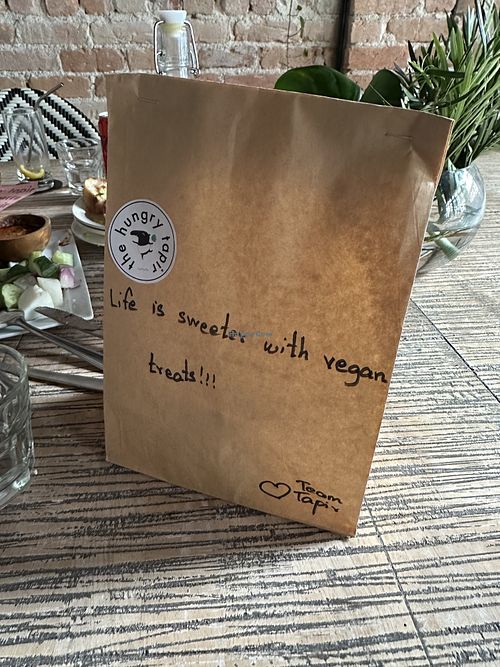 the hungry tapir
Life is sweeter with vegan
treats!!!
Team
Tapir